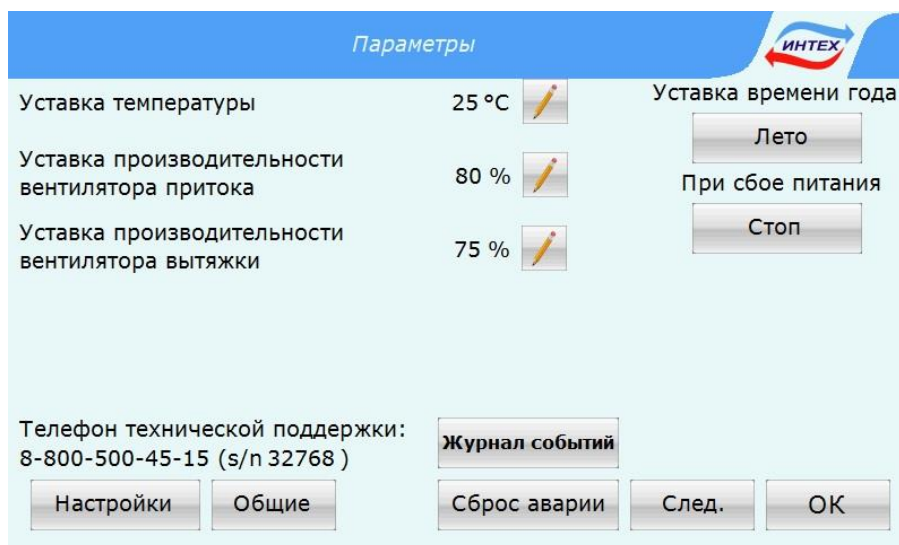 Параметры
ИНТЕХ
Уставка температуры
25 °C
Уставка времени года
Лето
Уставка производительности
вентилятора притока
80 %
При сбое питания
Стоп
Уставка производительности
вентилятора вытяжки
75 %
Телефон технической поддержки:
8-800-500-45-15 (s/n 32768 )
Журнал событий
Настройки
Общие
Сброс аварии
След.
ОК